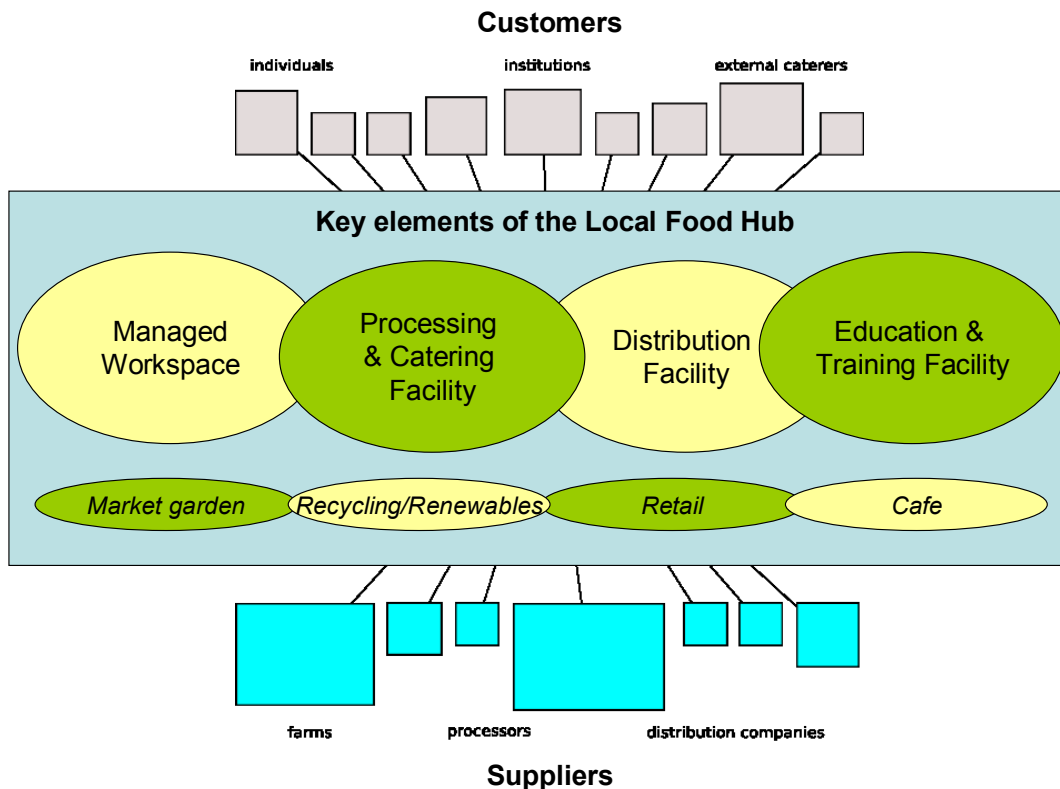 Customers
individuals
institutions
external caterers
Key elements of the Local Food Hub
Managed
Workspace
Processing
& Catering
Facility
Distribution
Facility
Education &
Training Facility
Market garden
Recycling/Renewables
Retail
Cafe
farms
processors
distribution companies
Suppliers